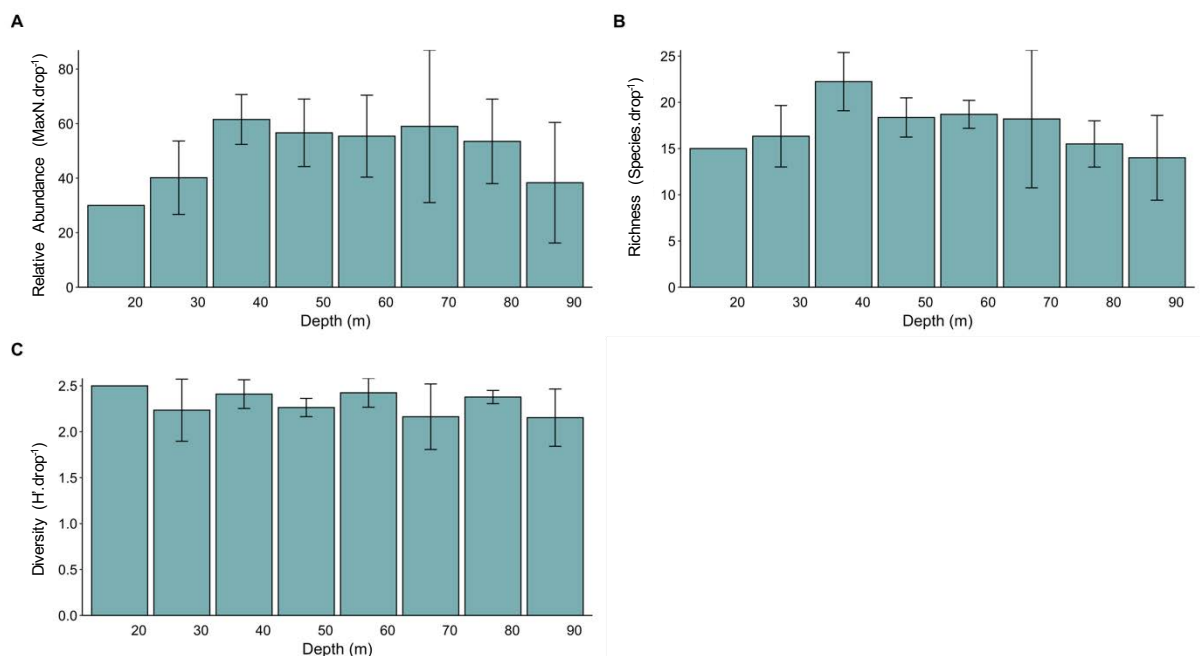 A
Relative Abundance (MaxN.drop-1)
80
60
40
20
0
20 30 40 50 60 70 80 90
Depth (m)
B
Richness (Species.drop-1)
25
20
15
10
5
0
20 30 40 50 60 70 80 90
Depth (m)
C
Diversity (H'.drop-1)
2.5
2.0
1.5
1.0
0.5
0.0
20 30 40 50 60 70 80 90
Depth (m)